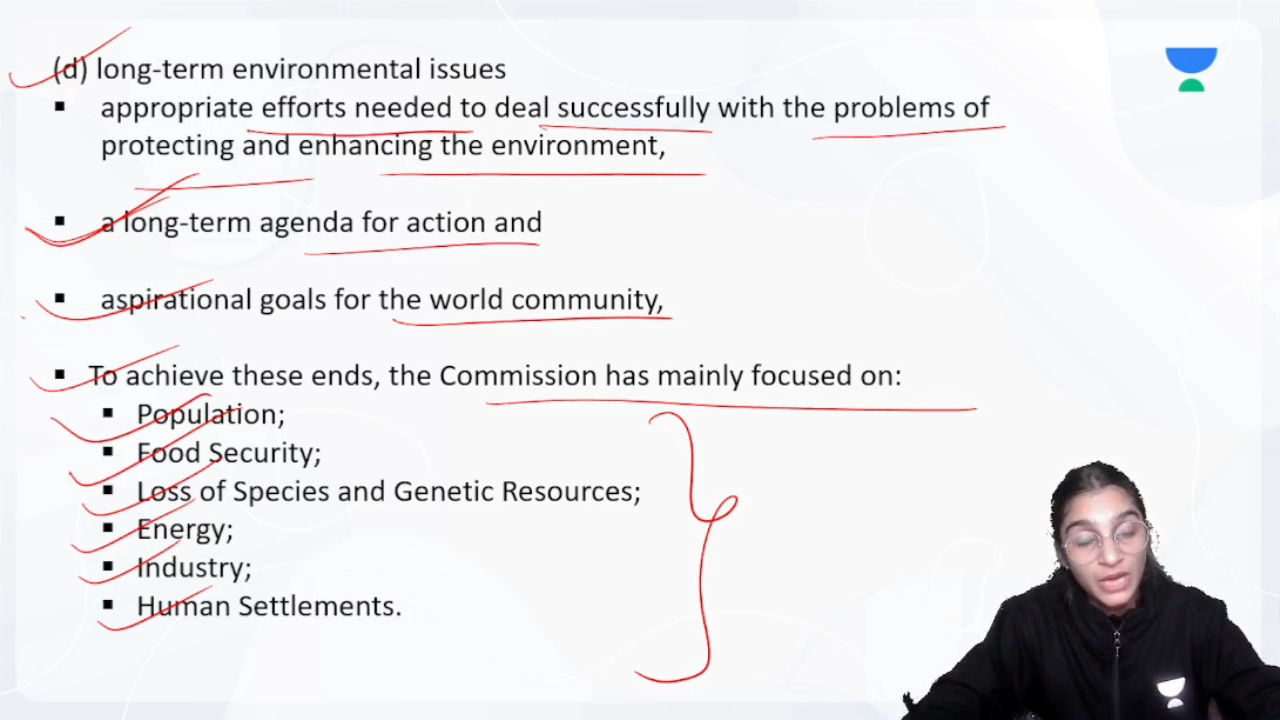 (d) long-term environmental issues
▪ appropriate efforts needed to deal successfully with the problems of
protecting and enhancing the environment,
▪ a long-term agenda for action and
▪ aspirational goals for the world community,
▪ To achieve these ends, the Commission has mainly focused on:
▪ Population;
▪ Food Security;
▪ Loss of Species and Genetic Resources;
▪ Energy;
▪ Industry;
▪ Human Settlements.